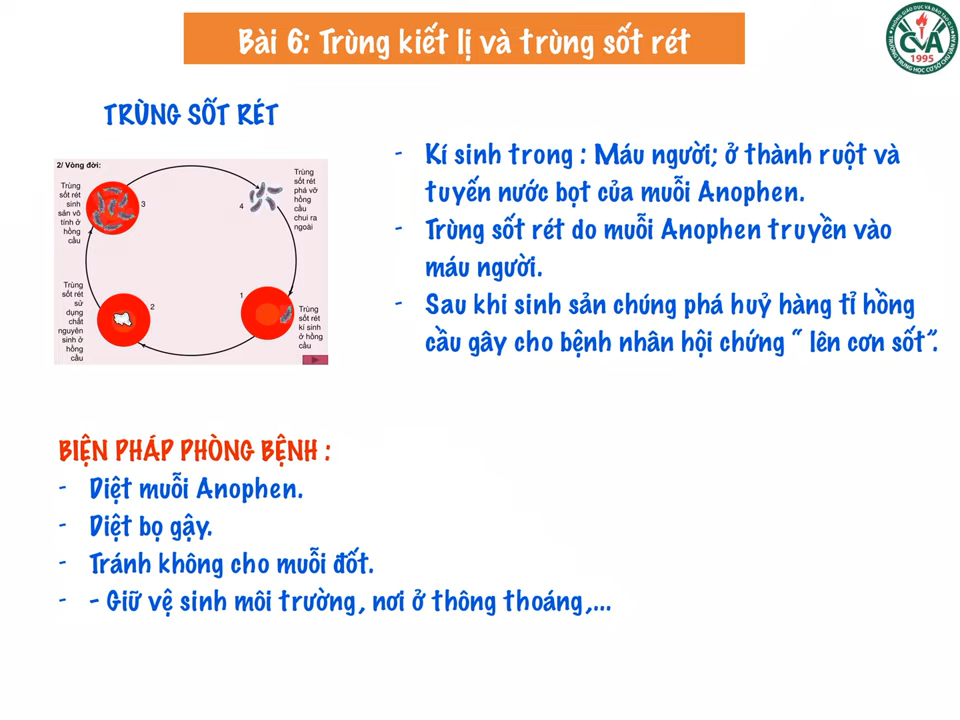 Bài 6: Trùng kiết lị và trùng sốt rét
CVA
1995
TRÙNG SỐT RÉT
2/ Vòng đời:
Trùng
sốt rét
sinh
sản vô
tính ở
hồng
cầu
3
4
Trùng
sốt rét
phá vỡ
hồng
cầu
chui ra
ngoài
Trùng
sốt rét
sử
dụng
chất
nguyên
sinh ở
hồng
cầu
2
1
Trùng
sốt rét
kí sinh
ở hồng
cầu
- Kí sinh trong : Máu người; ở thành ruột và
tuyến nước bọt của muỗi Anophen.
- Trùng sốt rét do muỗi Anophen truyền vào
máu người.
- Sau khi sinh sản chúng phá huỷ hàng tỉ hồng
cầu gây cho bệnh nhân hội chứng “ lên cơn sốt”.
BIỆN PHÁP PHÒNG BỆNH :
- Diệt muỗi Anophen.
- Diệt bọ gậy.
- Tránh không cho muỗi đốt.
- - Giữ vệ sinh môi trường, nơi ở thông thoáng,...